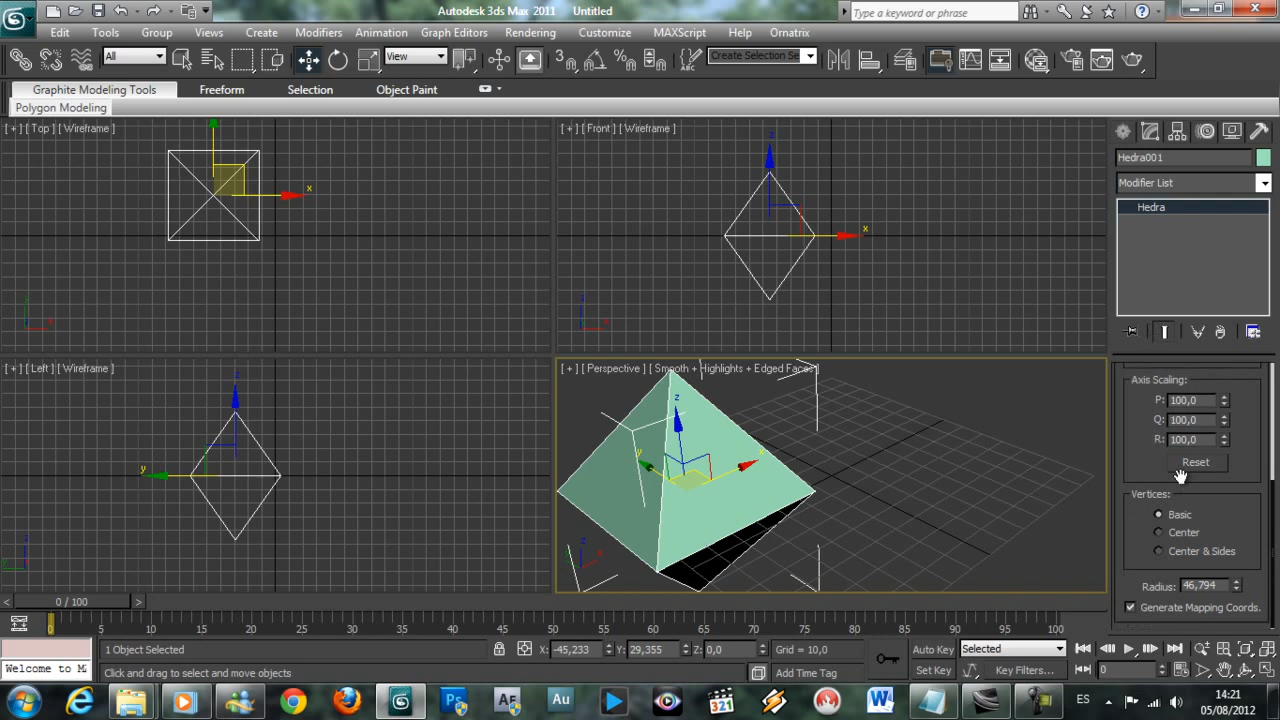 Autodesk 3ds Max 2011 Untitled
Type a keyword or phrase
Edit Tools Group Views Create Modifiers Animation Graph Editors Rendering Customize MAXScript Help Ornatrix
All View Create Selection Se
Graphite Modeling Tools Freeform Selection Object Paint
Polygon Modeling
[ + ] [ Top ] [ Wireframe ]
[ + ] [ Front ] [ Wireframe ]
x
z
x
Hedra001
Modifier List
Hedra
[ + ] [ Left ] [ Wireframe ]
z
y
[ + ] [ Perspective ] [ Smooth + Highlights + Edged Faces ]
z
y
x
Axis Scaling:
P: 100,0
Q: 100,0
R: 100,0
Reset
Vertices:
Basic
Center
Center & Sides
Radius: 46,794
Generate Mapping Coords.
< 0 / 100 >
0 5 10 15 20 25 30 35 40 45 50 55 60 65 70 75 80 85 90 95 100
1 Object Selected X: -45,233 Y: 29,355 Z: 0,0 Grid = 10,0 Auto Key Selected
Welcome to M Click and drag to select and move objects Add Time Tag Set Key Key Filters... 0
ES 14:21
05/08/2012